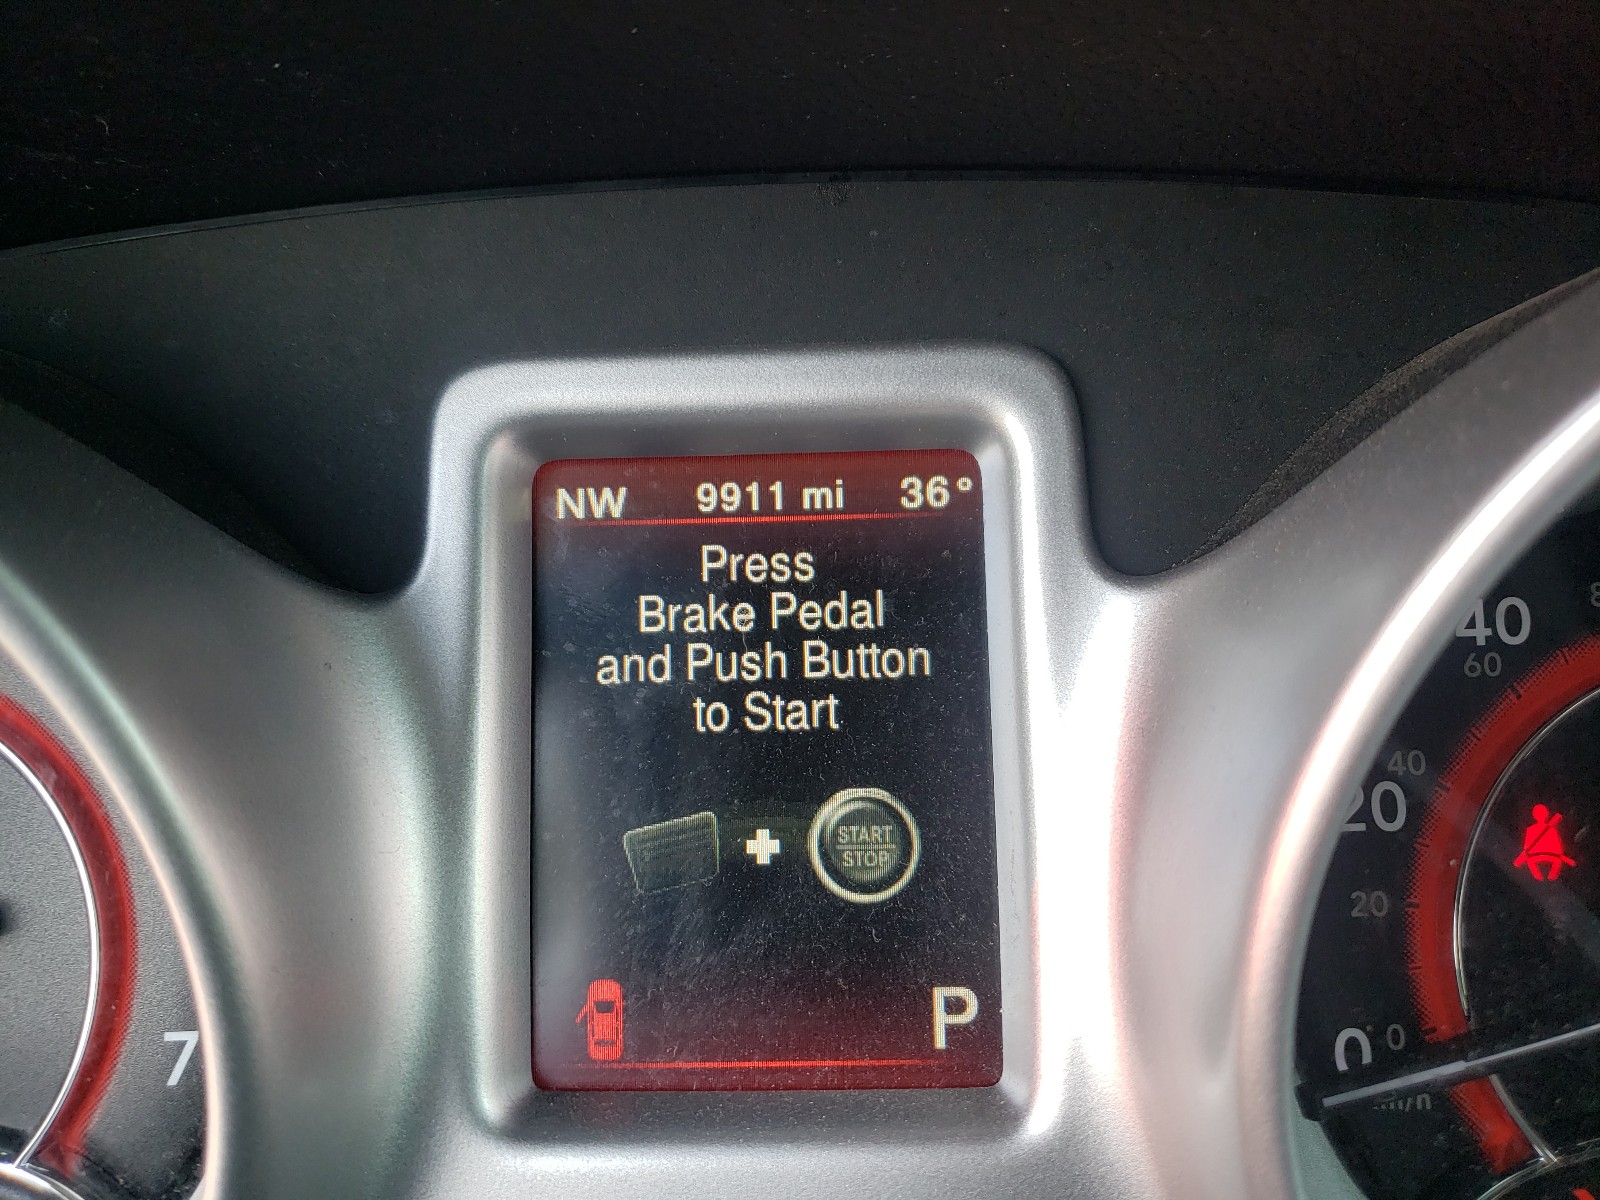 NW 9911 mi 36°
Press
Brake Pedal
and Push Button
to Start
START
STOP
P
7
40
60
40
20
20
0 0